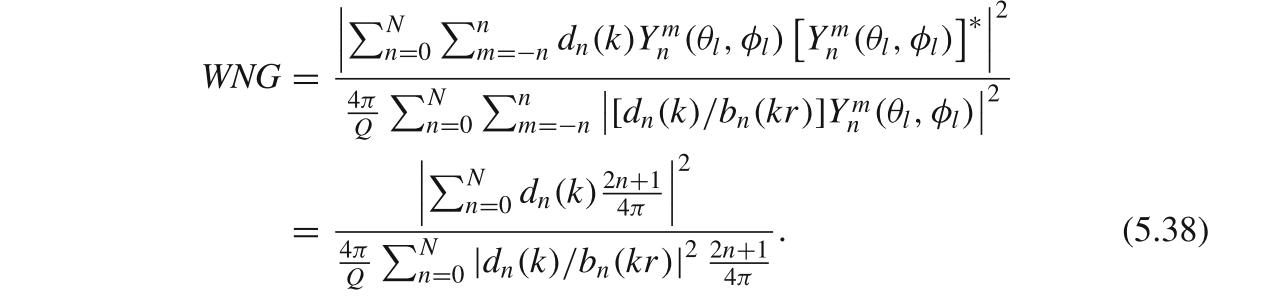 WNG = \frac{\left|\sum_{n=0}^{N} \sum_{m=-n}^{n} d_n(k) Y_n^m(\theta_l, \phi_l) \left[Y_n^m(\theta_l, \phi_l)\right]^*\right|^2}{\frac{4\pi}{Q} \sum_{n=0}^{N} \sum_{m=-n}^{n} \left|[d_n(k)/b_n(kr)] Y_n^m(\theta_l, \phi_l)\right|^2}
= \frac{\left|\sum_{n=0}^{N} d_n(k) \frac{2n+1}{4\pi}\right|^2}{\frac{4\pi}{Q} \sum_{n=0}^{N} |d_n(k)/b_n(kr)|^2 \frac{2n+1}{4\pi}}. (5.38)